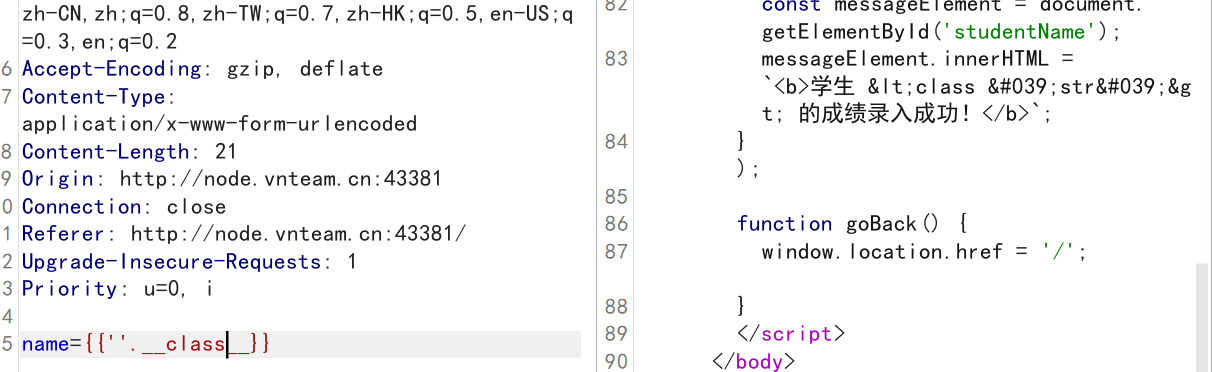 zh-CN,zh;q=0.8,zh-TW;q=0.7,zh-HK;q=0.5,en-US;q
=0.3,en;q=0.2
6 Accept-Encoding: gzip, deflate
7 Content-Type:
application/x-www-form-urlencoded
8 Content-Length: 21
9 Origin: http://node.vnteam.cn:43381
0 Connection: close
1 Referer: http://node.vnteam.cn:43381/
2 Upgrade-Insecure-Requests: 1
3 Priority: u=0, i
4
5 name={{''.__class__}}
82 const messageElement = document.
getElementById('studentName');
83 messageElement.innerHTML =
`<b>学生 &lt;class &#039;str&#039;&g
t; 的成绩录入成功！</b>`;
84 }
);
85
86 function goBack() {
87 window.location.href = '/';
88 }
89 </script>
90 </body>